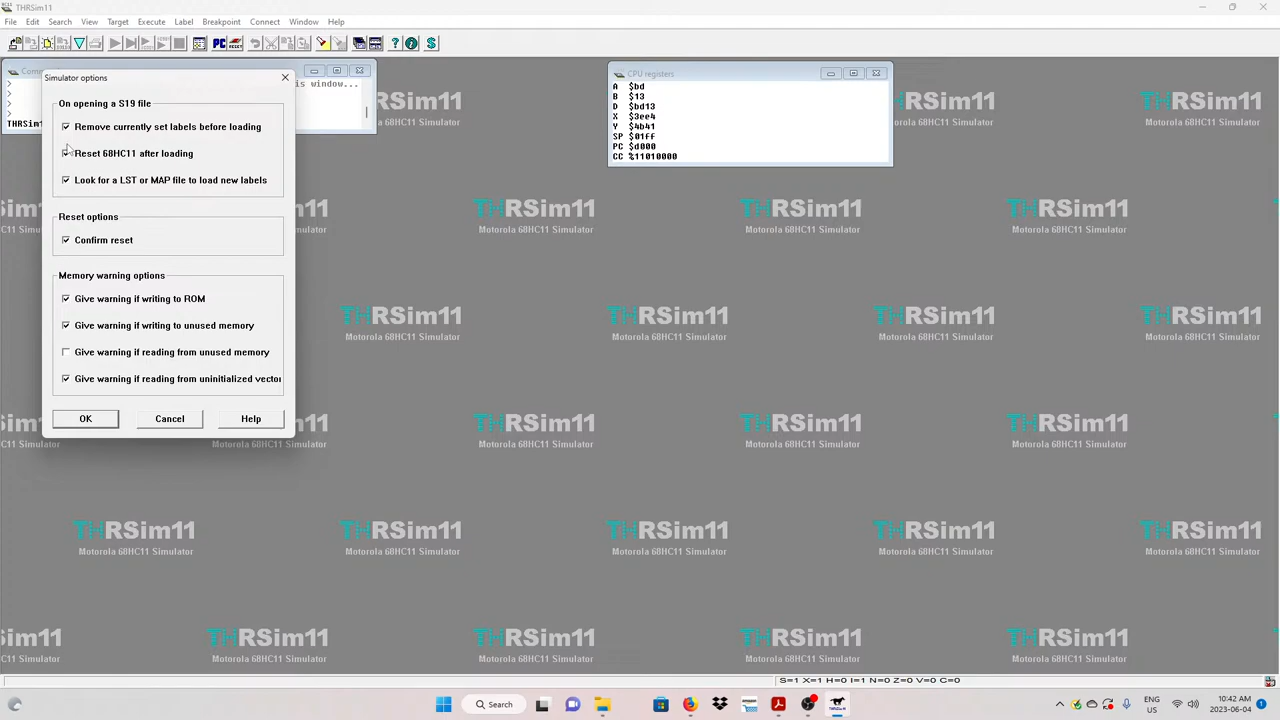 THRSim11
File Edit Search View Target Execute Label Breakpoint Connect Window Help
Simulator options
is window...
THRSim1
On opening a S19 file
Remove currently set labels before loading
Reset 68HC11 after loading
Look for a LST or MAP file to load new labels
Reset options
Confirm reset
Memory warning options
Give warning if writing to ROM
Give warning if writing to unused memory
Give warning if reading from unused memory
Give warning if reading from uninitialized vector
OK Cancel Help
CPU registers
A $bd
B $13
D $bd13
X $3ee4
Y $4b41
SP $01ff
PC $d000
CC %11010000
THRSim11
Motorola 68HC11 Simulator
S=1 X=1 H=0 I=1 N=0 Z=0 V=0 C=0
Search
ENG
US
10:42 AM
2023-06-04